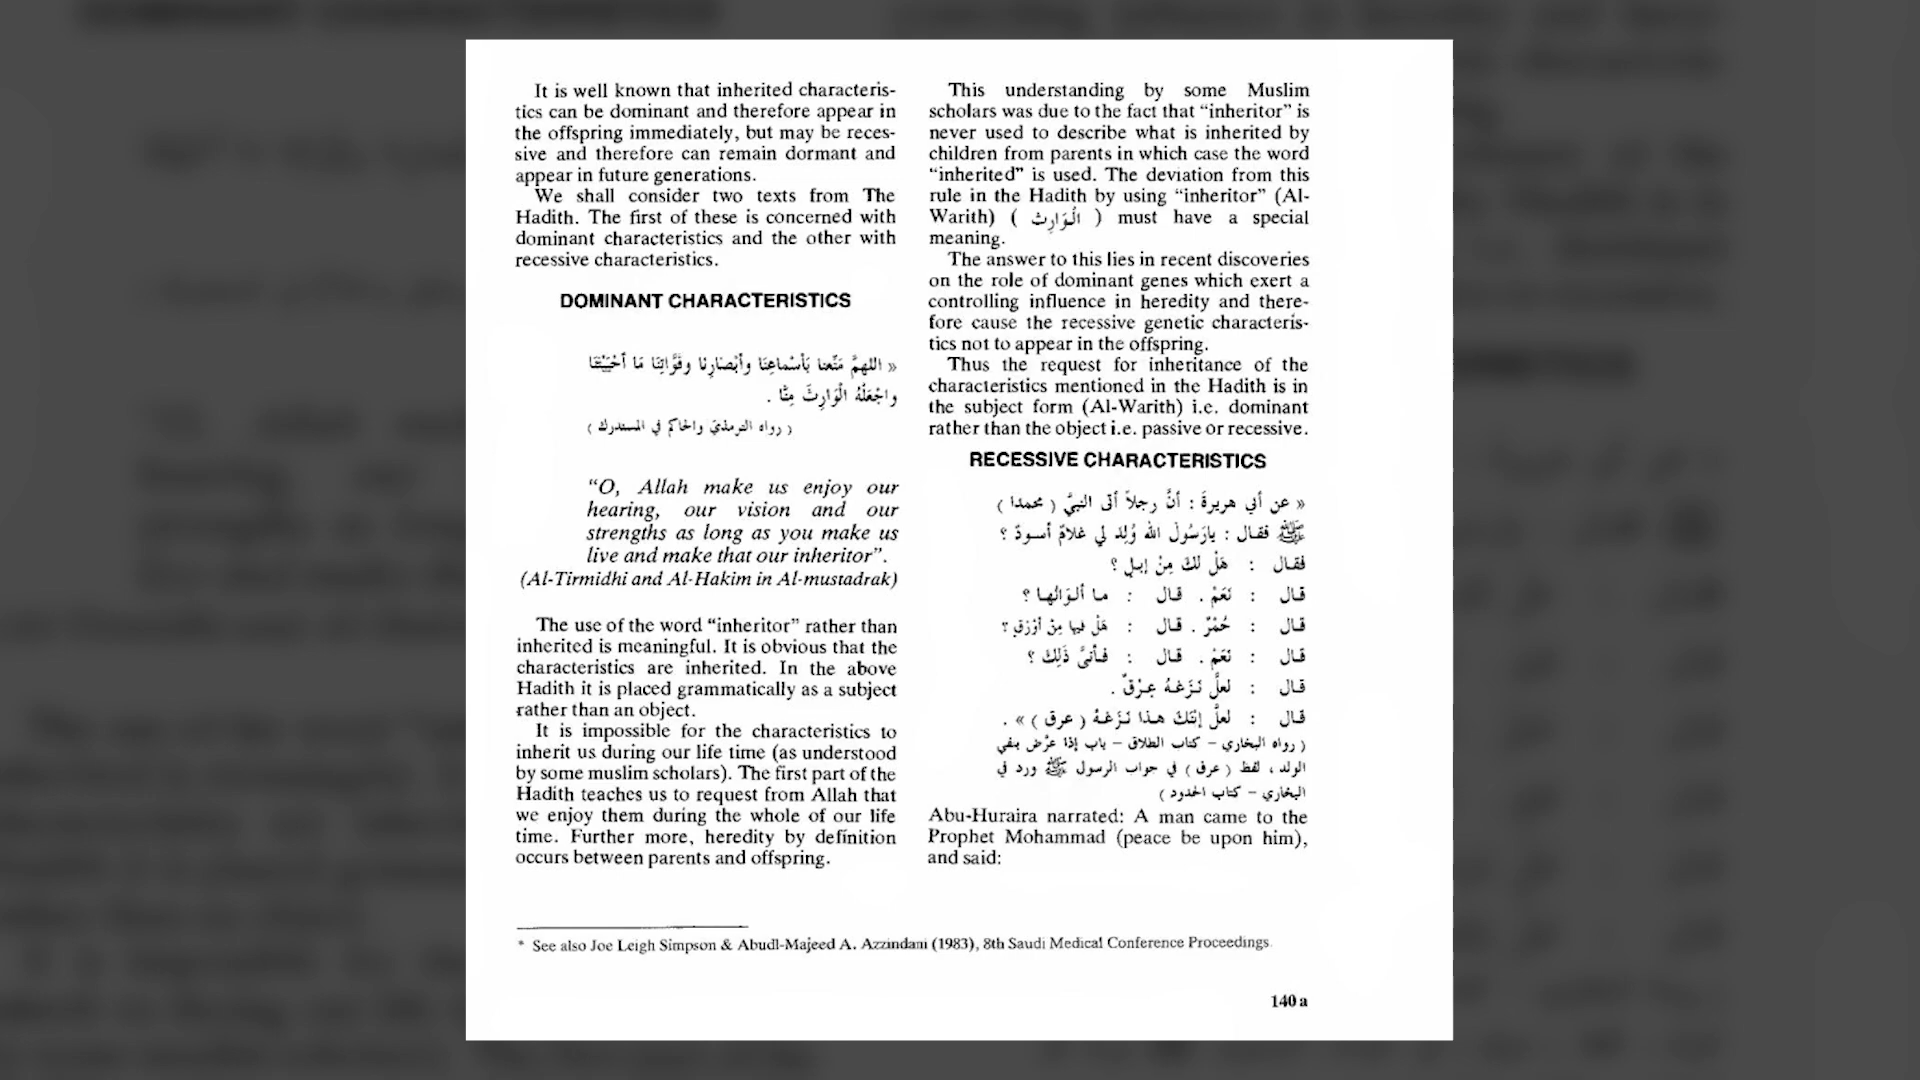 It is well known that inherited characteris-
tics can be dominant and therefore appear in
the offspring immediately, but may be reces-
sive and therefore can remain dormant and
appear in future generations.
We shall consider two texts from The
Hadith. The first of these is concerned with
dominant characteristics and the other with
recessive characteristics.
DOMINANT CHARACTERISTICS
« اللهمَّ مَتِّعنا بَأسْماعِنَا وأبْصَارِنا وقَوَّاتِنَا مَا أحْيَيْتَنَا
واجْعَلْهُ الْوَارِثَ مِنَّا .
( رواه الترمذيّ والحاكم في المستدرك )
“O, Allah make us enjoy our
hearing, our vision and our
strengths as long as you make us
live and make that our inheritor”.
(Al-Tirmidhi and Al-Hakim in Al-mustadrak)
The use of the word “inheritor” rather than
inherited is meaningful. It is obvious that the
characteristics are inherited. In the above
Hadith it is placed grammatically as a subject
rather than an object.
It is impossible for the characteristics to
inherit us during our life time (as understood
by some muslim scholars). The first part of the
Hadith teaches us to request from Allah that
we enjoy them during the whole of our life
time. Further more, heredity by definition
occurs between parents and offspring.
This understanding by some Muslim
scholars was due to the fact that “inheritor” is
never used to describe what is inherited by
children from parents in which case the word
“inherited” is used. The deviation from this
rule in the Hadith by using “inheritor” (Al-
Warith) ( الْوَارِث ) must have a special
meaning.
The answer to this lies in recent discoveries
on the role of dominant genes which exert a
controlling influence in heredity and there-
fore cause the recessive genetic characteris-
tics not to appear in the offspring.
Thus the request for inheritance of the
characteristics mentioned in the Hadith is in
the subject form (Al-Warith) i.e. dominant
rather than the object i.e. passive or recessive.
RECESSIVE CHARACTERISTICS
« عن أبي هريرةَ : أنَّ رجلاً أتى النبيَّ ( محمدا )
ﷺ فقال : يارَسُولَ الله وُلِدَ لي غلامٌ أسودٌ ؟
فقال : هَلْ لكَ مِنْ إبلٍ ؟
قال : نَعَمْ . قال : ما ألوَانُها ؟
قال : حُمْرٌ . قال : هَلْ فيها مِنْ أوْرَقٍ ؟
قال : نَعَمْ . قال : فأنىَّ ذَلِكَ ؟
قال : لعلَّ نَزَعَهُ عِرْقٌ .
قال : لعلَّ إبْنَكَ هذا نَزَعَهُ ( عرق ) » .
( رواه البخاري – كتاب الطلاق – باب إذا عرَّض بنفي
الولد ، لفظ ( عرق ) في جواب الرسول ﷺ ورد في
البخاري – كتاب الحدود )
Abu-Huraira narrated: A man came to the
Prophet Mohammad (peace be upon him),
and said:
* See also Joe Leigh Simpson & Abudl-Majeed A. Azzindani (1983), 8th Saudi Medical Conference Proceedings.
140 a